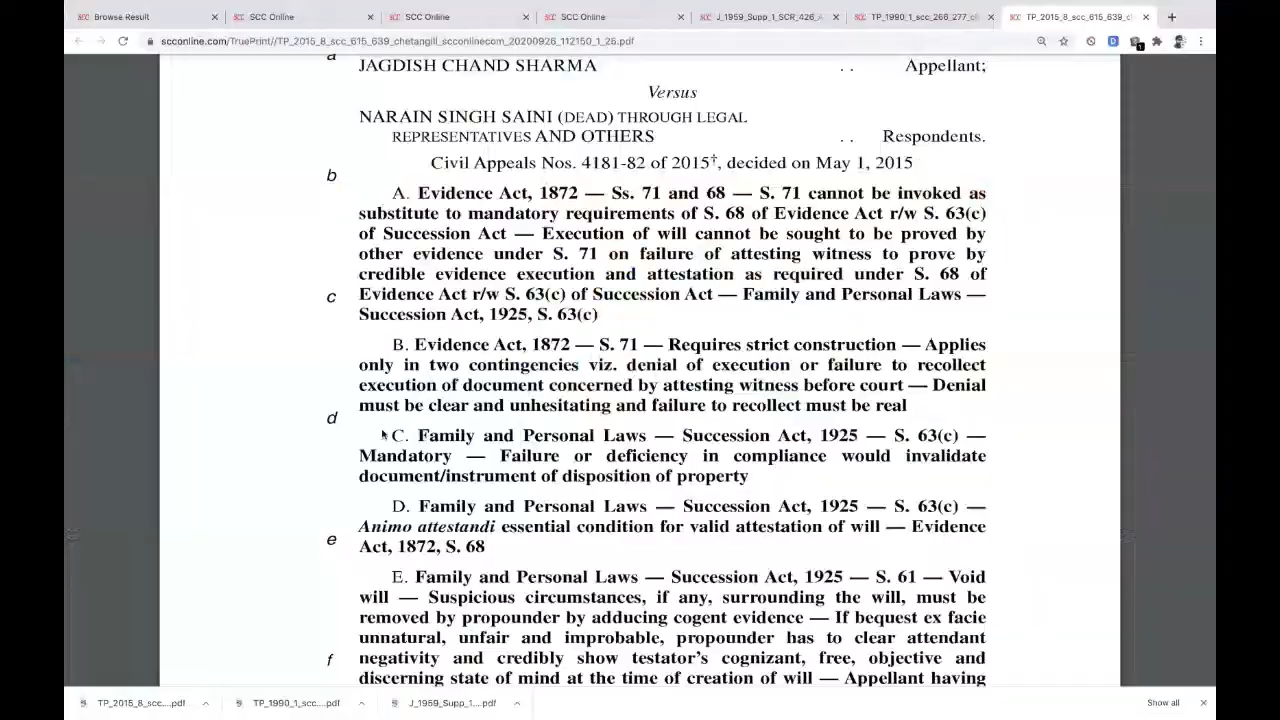 Browse Result
SCC Online
SCC Online
SCC Online
J_1959_Supp_1_SCR_426_
TP_1990_1_scc_266_277_c
TP_2015_8_scc_615_639_c
scconline.com/TruePrint//TP_2015_8_scc_615_639_chetangill_scconlinecom_20200926_112150_1_26.pdf
a
JAGDISH CHAND SHARMA . . Appellant;
Versus
NARAIN SINGH SAINI (DEAD) THROUGH LEGAL
REPRESENTATIVES AND OTHERS . . Respondents.
Civil Appeals Nos. 4181-82 of 2015†, decided on May 1, 2015
b
A. Evidence Act, 1872 — Ss. 71 and 68 — S. 71 cannot be invoked as
substitute to mandatory requirements of S. 68 of Evidence Act r/w S. 63(c)
of Succession Act — Execution of will cannot be sought to be proved by
other evidence under S. 71 on failure of attesting witness to prove by
credible evidence execution and attestation as required under S. 68 of
c
Evidence Act r/w S. 63(c) of Succession Act — Family and Personal Laws —
Succession Act, 1925, S. 63(c)
B. Evidence Act, 1872 — S. 71 — Requires strict construction — Applies
only in two contingencies viz. denial of execution or failure to recollect
execution of document concerned by attesting witness before court — Denial
must be clear and unhesitating and failure to recollect must be real
d
C. Family and Personal Laws — Succession Act, 1925 — S. 63(c) —
Mandatory — Failure or deficiency in compliance would invalidate
document/instrument of disposition of property
D. Family and Personal Laws — Succession Act, 1925 — S. 63(c) —
Animo attestandi essential condition for valid attestation of will — Evidence
e
Act, 1872, S. 68
E. Family and Personal Laws — Succession Act, 1925 — S. 61 — Void
will — Suspicious circumstances, if any, surrounding the will, must be
removed by propounder by adducing cogent evidence — If bequest ex facie
unnatural, unfair and improbable, propounder has to clear attendant
f
negativity and credibly show testator's cognizant, free, objective and
discerning state of mind at the time of creation of will — Appellant having
TP_2015_8_scc....pdf
TP_1990_1_scc....pdf
J_1959_Supp_1....pdf
Show all